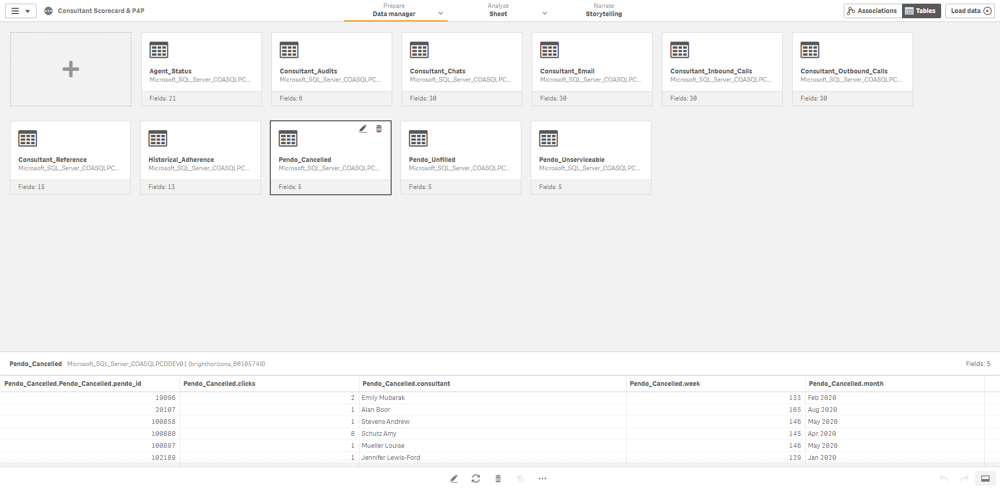 Consultant Scorecard & P4P
Prepare
Data manager
Analyze
Sheet
Narrate
Storytelling
Associations
Tables
Load data
Agent_Status
Microsoft_SQL_Server_COASQLPC...
Fields: 21
Consultant_Audits
Microsoft_SQL_Server_COASQLPC...
Fields: 6
Consultant_Chats
Microsoft_SQL_Server_COASQLPC...
Fields: 30
Consultant_Email
Microsoft_SQL_Server_COASQLPC...
Fields: 30
Consultant_Inbound_Calls
Microsoft_SQL_Server_COASQLPC...
Fields: 30
Consultant_Outbound_Calls
Microsoft_SQL_Server_COASQLPC...
Fields: 30
Consultant_Reference
Microsoft_SQL_Server_COASQLPC...
Fields: 15
Historical_Adherence
Microsoft_SQL_Server_COASQLPC...
Fields: 13
Pendo_Cancelled
Microsoft_SQL_Server_COASQLPC...
Fields: 5
Pendo_Unfilled
Microsoft_SQL_Server_COASQLPC...
Fields: 5
Pendo_Unserviceable
Microsoft_SQL_Server_COASQLPC...
Fields: 5
Pendo_Cancelled Microsoft_SQL_Server_COASQLPCDDEV01 (brighthorizons_00105749) Fields: 5
Pendo_Cancelled.Pendo_Cancelled.pendo_id Pendo_Cancelled.clicks Pendo_Cancelled.consultant Pendo_Cancelled.week Pendo_Cancelled.month
19096 2 Emily Mubarak 133 Feb 2020
20107 1 Alan Boor 165 Aug 2020
100858 1 Stevens Andrew 146 May 2020
100880 8 Schutz Amy 145 Apr 2020
100897 1 Mueller Louise 146 May 2020
102189 1 Jennifer Lewis-Ford 129 Jan 2020